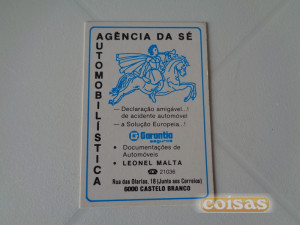 AGÊNCIA DA SÉ
AUTOMOBILÍSTICA
— Declaração amigável..!
de acidente automóvel
— a Solução Europeia..!
Garantia
seguros
• Documentações de
Automóveis
• LEONEL MALTA
21036
Rua das Olarias, 18 (Junto aos Correios)
6000 CASTELO BRANCO
coisas